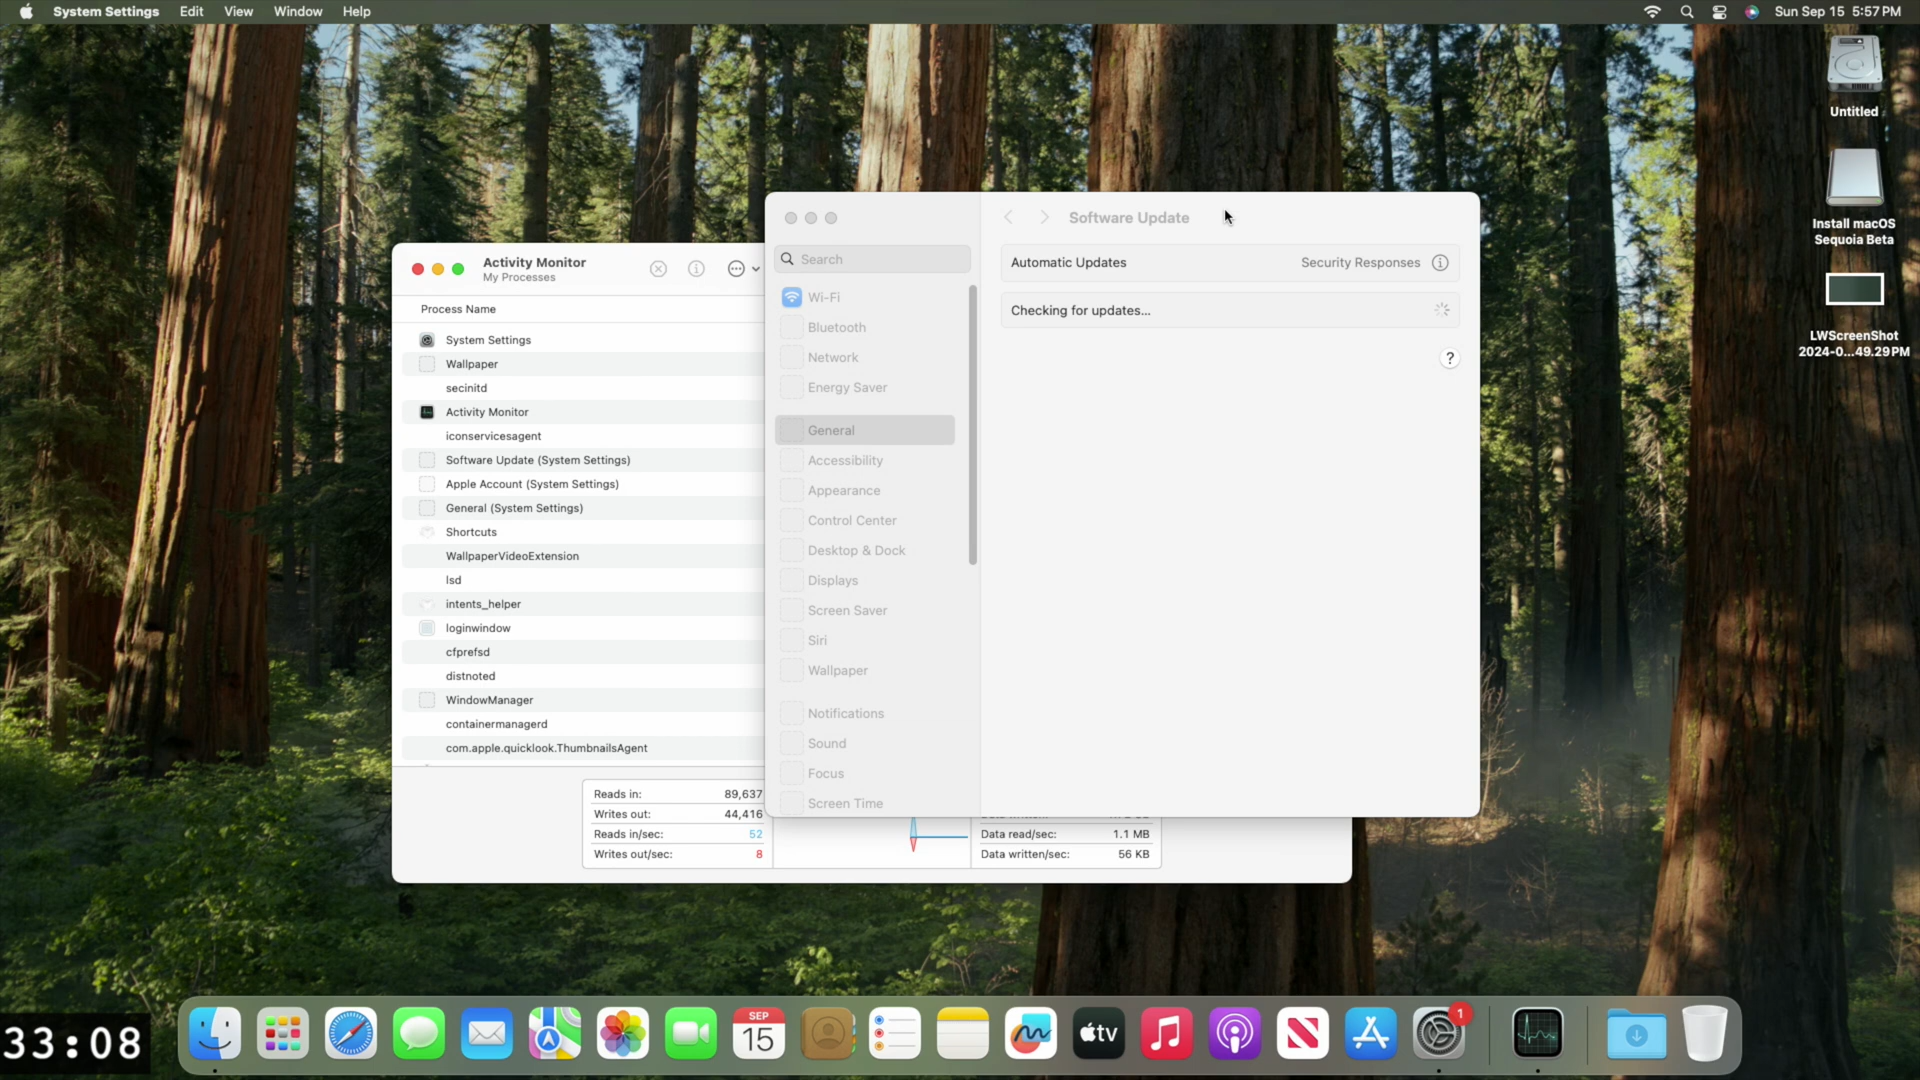 System Settings Edit View Window Help
Sun Sep 15 5:57 PM
Untitled
Install macOS
Sequoia Beta
LWScreenShot
2024-0...49.29 PM
Activity Monitor
My Processes
Process Name
System Settings
Wallpaper
secinitd
Activity Monitor
iconservicesagent
Software Update (System Settings)
Apple Account (System Settings)
General (System Settings)
Shortcuts
WallpaperVideoExtension
lsd
intents_helper
loginwindow
cfprefsd
distnoted
WindowManager
containermanagerd
com.apple.quicklook.ThumbnailsAgent
Reads in: 89,637
Writes out: 44,416
Reads in/sec: 52
Writes out/sec: 8
Data read/sec: 1.1 MB
Data written/sec: 56 KB
Search
Wi-Fi
Bluetooth
Network
Energy Saver
General
Accessibility
Appearance
Control Center
Desktop & Dock
Displays
Screen Saver
Siri
Wallpaper
Notifications
Sound
Focus
Screen Time
Software Update
Automatic Updates Security Responses
Checking for updates...
?
33:08
SEP
15
tv
1